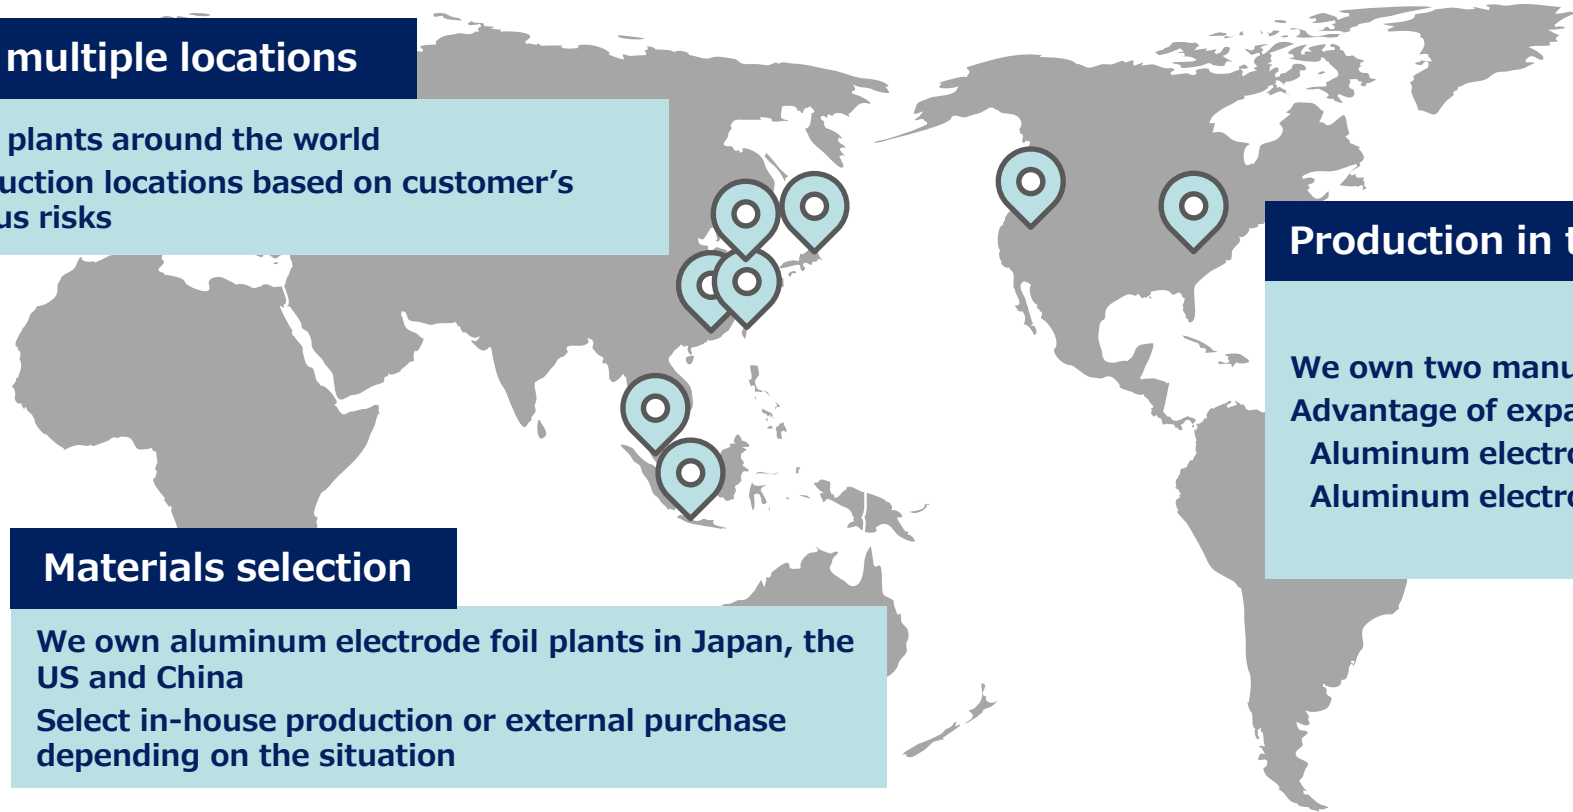 multiple locations
plants around the world
uction locations based on customer’s
us risks
Production in t
We own two manu
Advantage of expa
Aluminum electro
Aluminum electro
Materials selection
We own aluminum electrode foil plants in Japan, the
US and China
Select in-house production or external purchase
depending on the situation